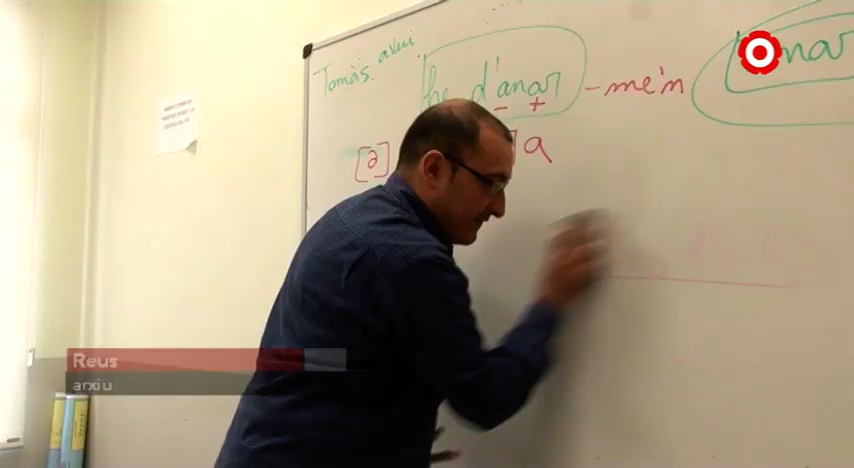 Tomàs. avui he d'anar -me'n anar
- +
[ə] ] a
Reus
arxiu